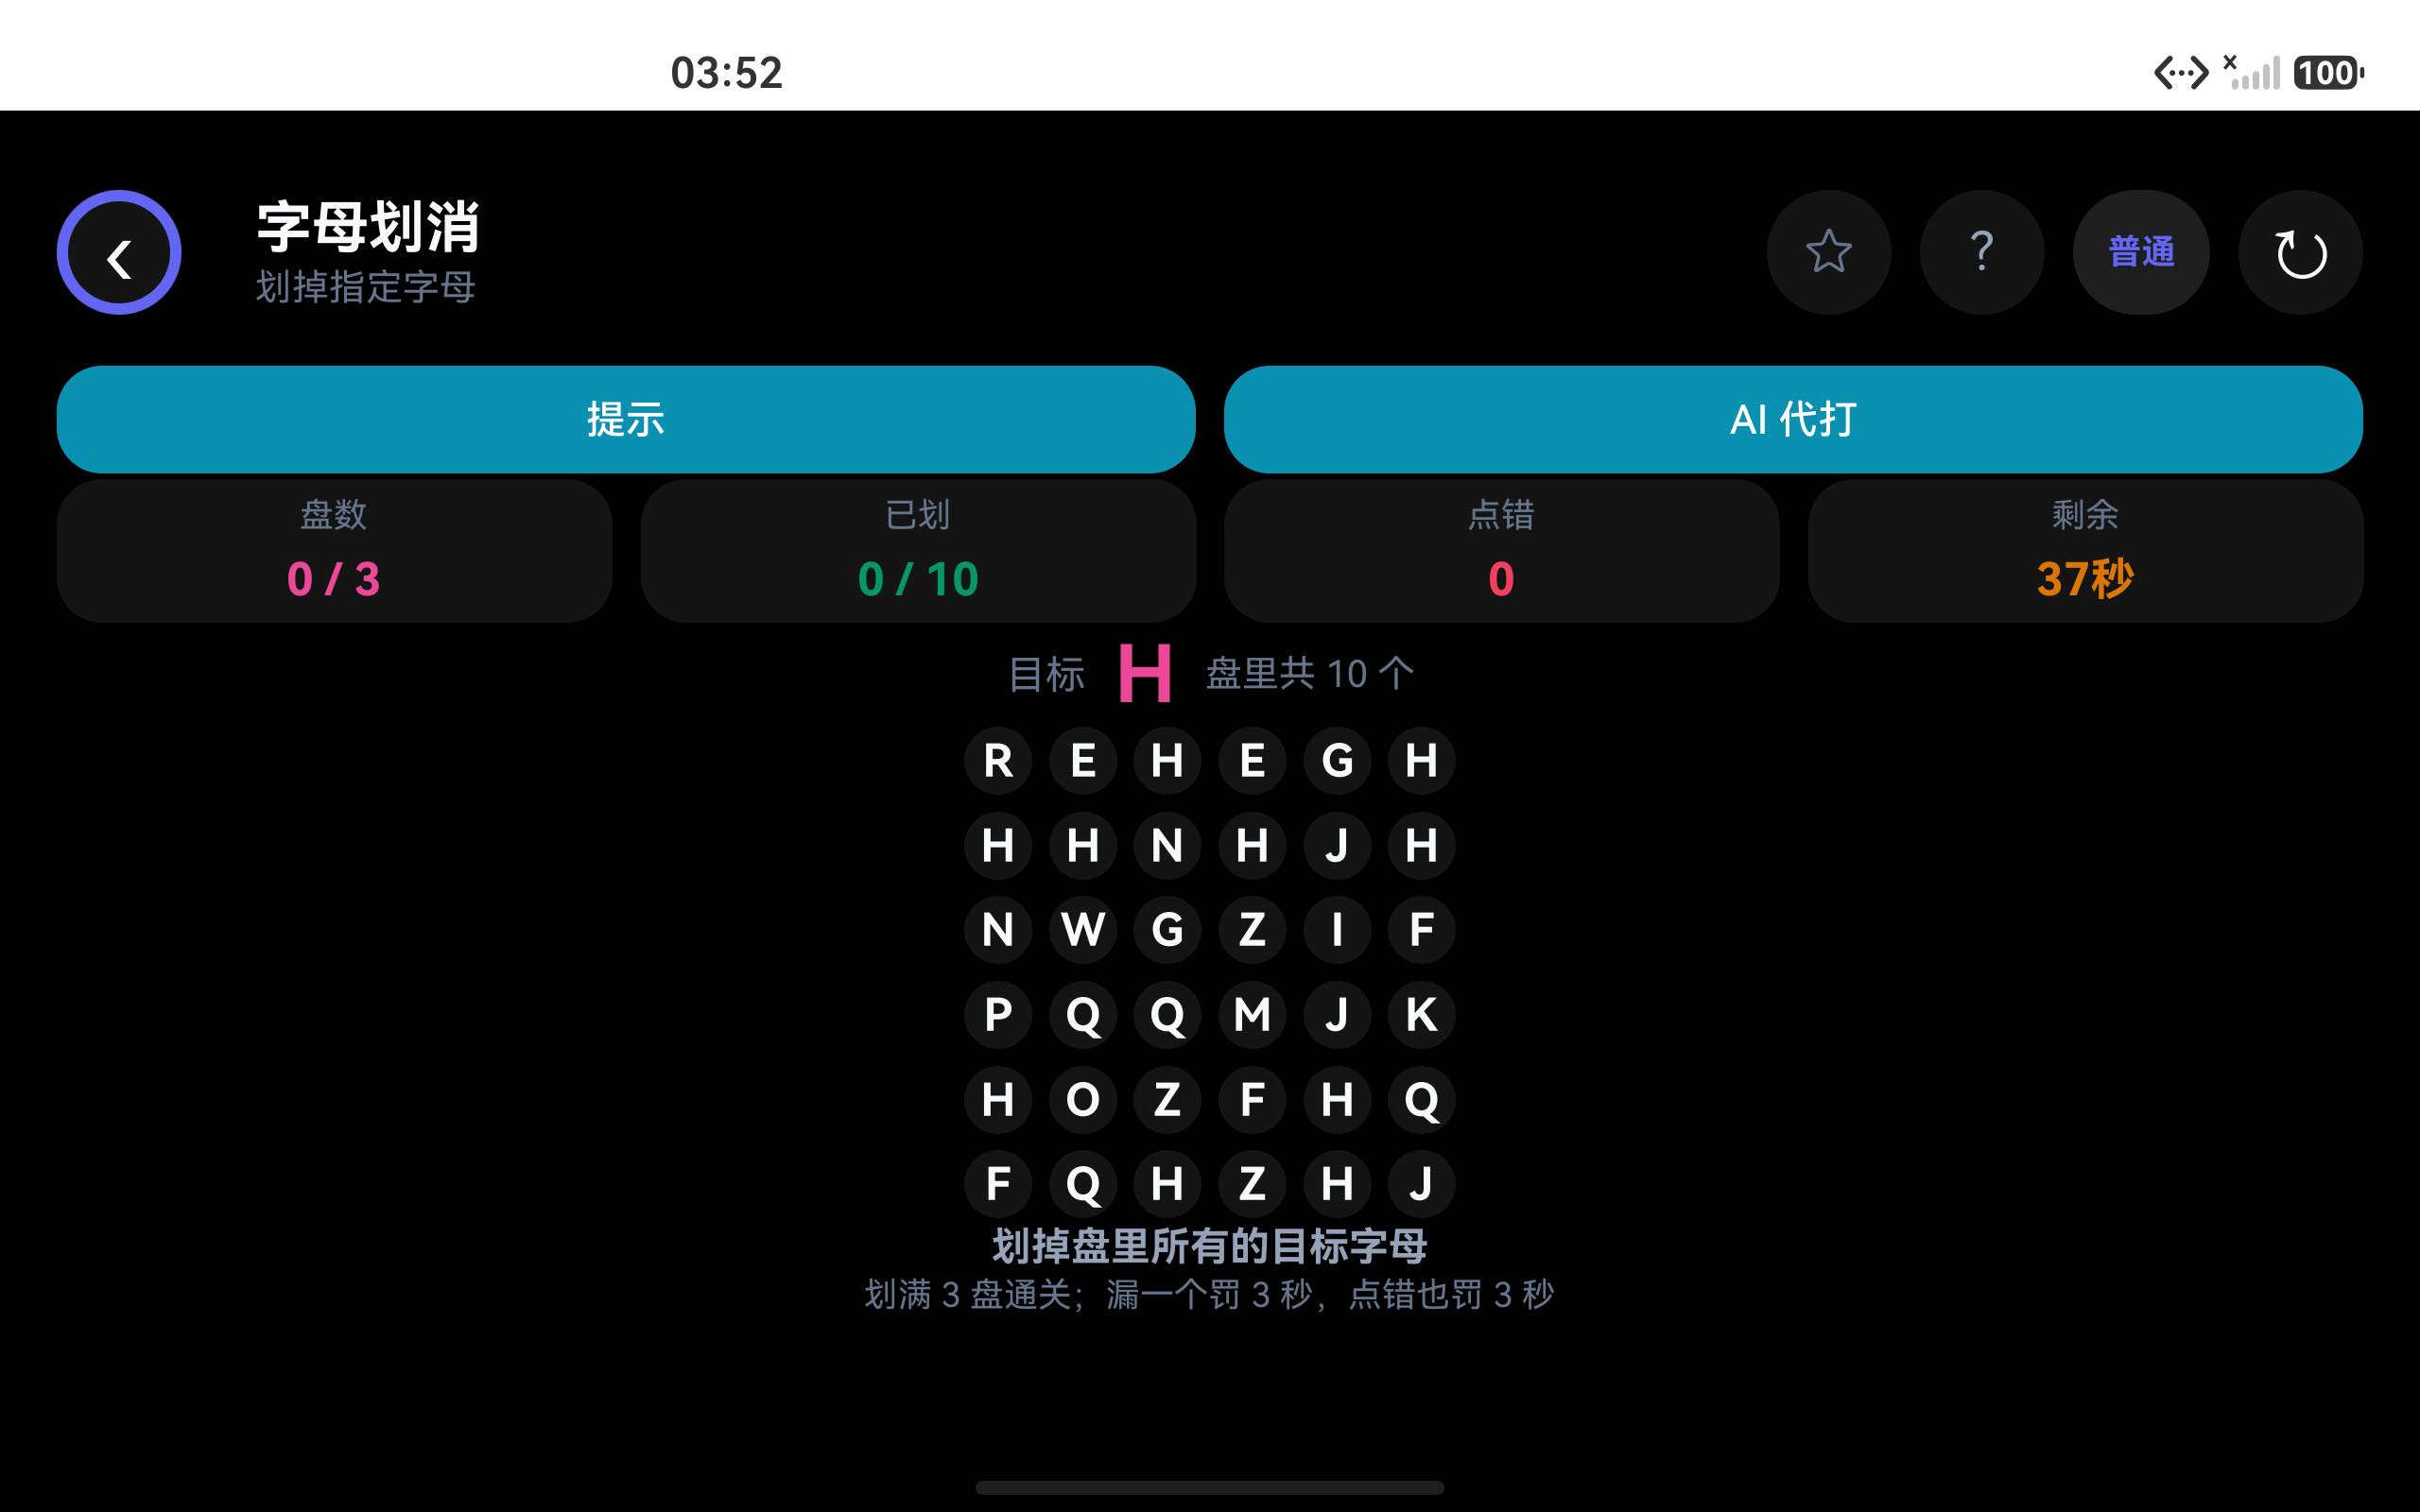 03:52
100
字母划消
划掉指定字母
?
普通
提示
AI 代打
盘数
已划
点错
剩余
0 / 3
0 / 10
0
37秒
目标 H 盘里共 10 个
R E H E G H
H H N H J H
N W G Z I F
P Q Q M J K
H O Z F H Q
F Q H Z H J
划掉盘里所有的目标字母
划满 3 盘通关；漏一个罚 3 秒，点错也罚 3 秒